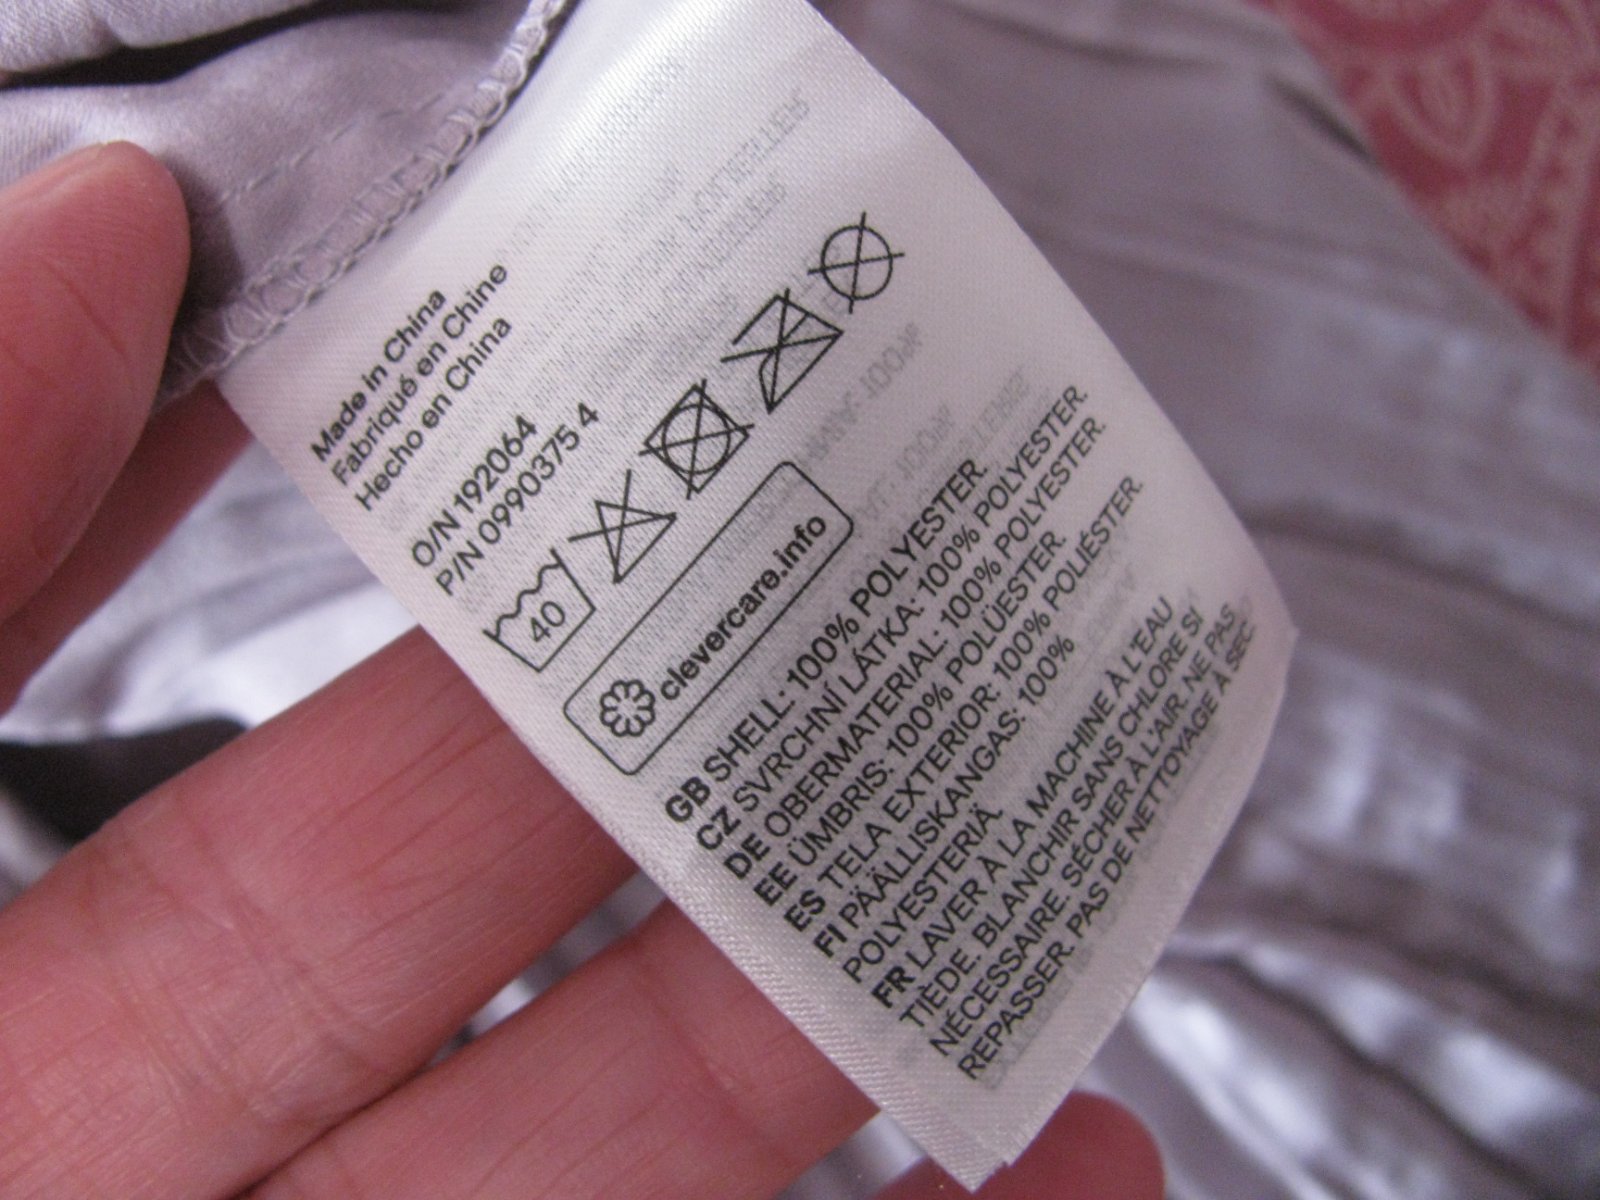 Made in China
Fabriqué en Chine
Hecho en China
O/N 192064
P/N 0990375 4
40
clevercare.info
GB SHELL: 100% POLYESTER.
CZ SVRCHNÍ LÁTKA: 100% POLYESTER.
DE OBERMATERIAL: 100% POLYESTER.
EE ÜMBRIS: 100% POLÜESTER.
ES TELA EXTERIOR: 100% POLIÉSTER.
FI PÄÄLLISKANGAS: 100%
POLYESTERIÄ.
FR LAVER À LA MACHINE À L'EAU
TIÈDE. BLANCHIR SANS CHLORE SI
NÉCESSAIRE. SÉCHER À L'AIR. NE PAS
REPASSER. PAS DE NETTOYAGE À SEC